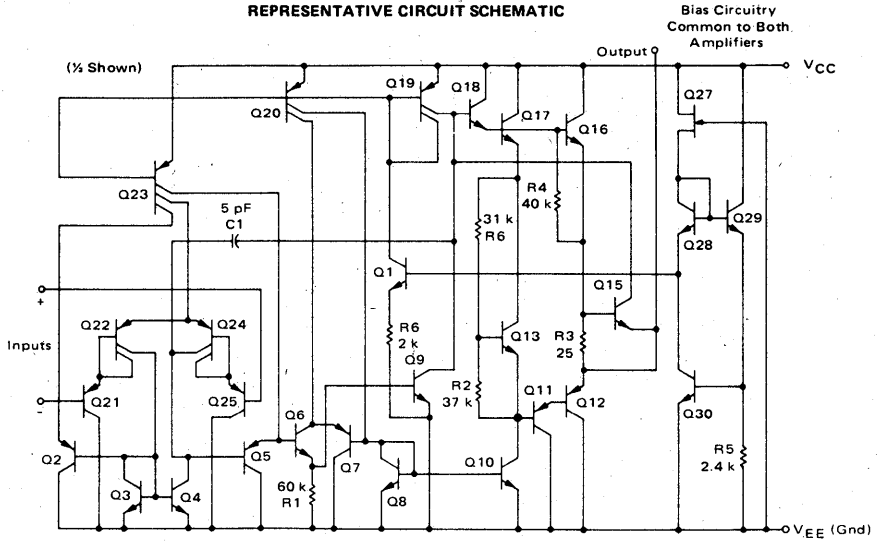 REPRESENTATIVE CIRCUIT SCHEMATIC
Bias Circuitry
Common to Both
Amplifiers
(½ Shown)
Output
VCC
Q20
Q19
Q18
Q17
Q16
Q27
Q23
5 pF
C1
31 k
R6
R4
40 k
Q28
Q29
+
Inputs
-
Q22
Q24
Q1
R6
2 k
Q13
R3
25
Q15
Q21
Q25
Q9
R2
37 k
Q11
Q12
Q30
Q2
Q3
Q4
Q5
Q6
Q7
60 k
R1
Q8
Q10
R5
2.4 k
VEE (Gnd)